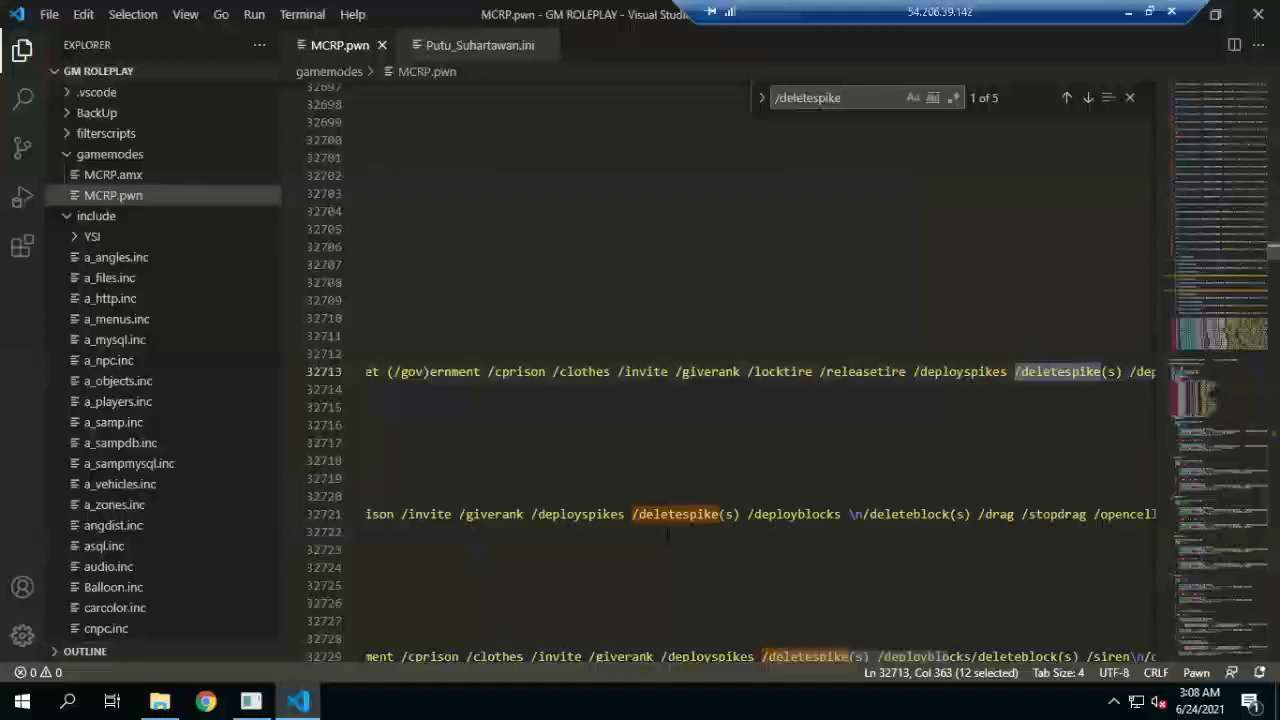 File Edit Selection View Go Run Terminal Help
MCRP.pwn - GM ROLEPLAY - Visual Studio
54.206.39.142
EXPLORER
MCRP.pwn
Putu_Suhartawan.ini
GM ROLEPLAY
gamemodes > MCRP.pwn
.vscode
BackUp
filterscripts
gamemodes
MCRP.amx
MCRP.pwn
include
YSI
a_angles.inc
a_files.inc
a_http.inc
a_menus.inc
a_mysql.inc
a_npc.inc
a_objects.inc
a_players.inc
a_samp.inc
a_sampdb.inc
a_sampmysql.inc
a_vehicles.inc
a_zones.inc
angdist.inc
asql.inc
audio.inc
Balloon.inc
carcolor.inc
cnpc.inc
OUTLINE
/deletespike
Aa
1 of 5
32697
32698
32699
32700
32701
32702
32703
32704
32705
32706
32707
32708
32709
32710
32711
32712
32713 et (/gov)ernment /cprison /clothes /invite /giverank /locktire /releasetire /deployspikes /deletespike(s) /dep
32714
32715
32716
32717
32718
32719
32720
32721 ison /invite /giverank /deployspikes /deletespike(s) /deployblocks \n/deleteblock(s) /drag /stopdrag /opencell
32722
32723
32724
32725
32726
32727
32728
32729 ment /cprison /giverank /deployspikes /deletespike(s) /deployblocks /deleteblock(s) /siren\n/
0 0
Ln 32713, Col 363 (12 selected)
Tab Size: 4
UTF-8
CRLF
Pawn
3:08 AM
6/24/2021
1